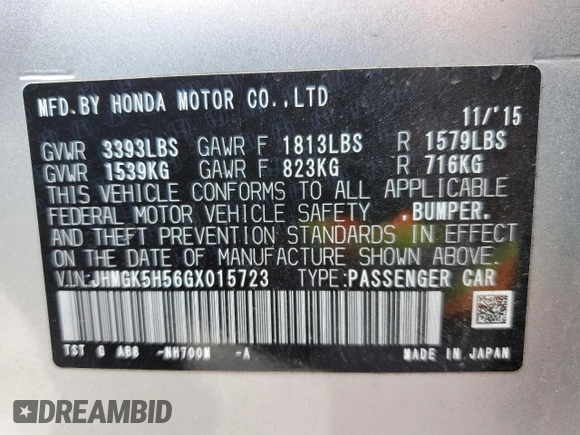 MFD.BY HONDA MOTOR CO.,LTD
11/'15
GVWR 3393LBS GAWR F 1813LBS R 1579LBS
GVWR 1539KG GAWR F 823KG R 716KG
THIS VEHICLE CONFORMS TO ALL APPLICABLE
FEDERAL MOTOR VEHICLE SAFETY ,BUMPER,
AND THEFT PREVENTION STANDARDS IN EFFECT
ON THE DATE OF MANUFACTURE SHOWN ABOVE.
V.I.N:JHMGK5H56GX015723 TYPE:PASSENGER CAR
TST G AB8 -NH700M -A MADE IN JAPAN
DREAMBID